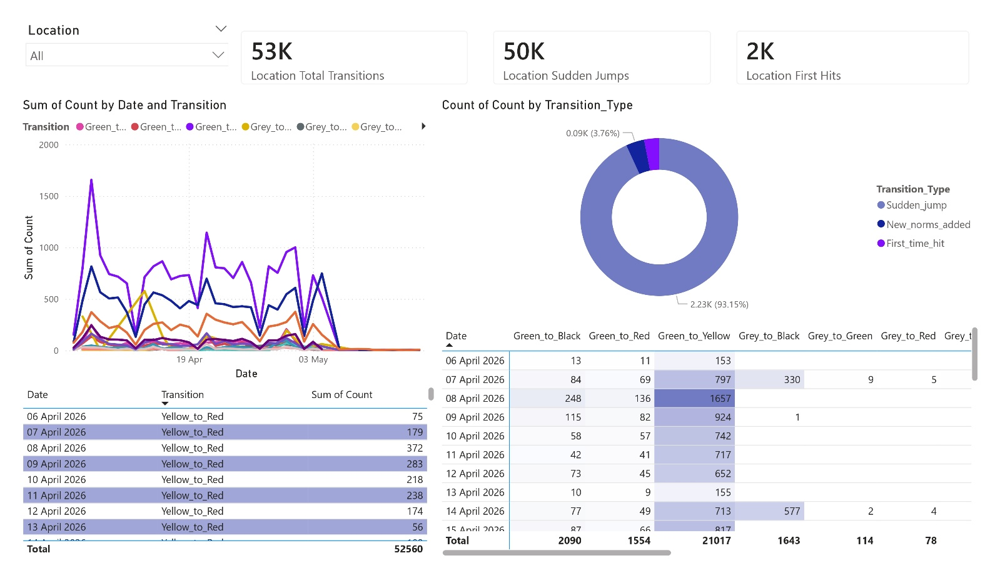 Location
All
53K
Location Total Transitions
50K
Location Sudden Jumps
2K
Location First Hits
Sum of Count by Date and Transition
Transition Green_t... Green_t... Green_t... Grey_to... Grey_to... Grey_to...
2000
1500
1000
500
0
Sum of Count
19 Apr 03 May
Date
Count of Count by Transition_Type
0.09K (3.76%)
2.23K (93.15%)
Transition_Type
Sudden_jump
New_norms_added
First_time_hit
Date Transition Sum of Count
06 April 2026 Yellow_to_Red 75
07 April 2026 Yellow_to_Red 179
08 April 2026 Yellow_to_Red 372
09 April 2026 Yellow_to_Red 283
10 April 2026 Yellow_to_Red 218
11 April 2026 Yellow_to_Red 238
12 April 2026 Yellow_to_Red 174
13 April 2026 Yellow_to_Red 56
Total 52560
Date Green_to_Black Green_to_Red Green_to_Yellow Grey_to_Black Grey_to_Green Grey_to_Red Grey_t
06 April 2026 13 11 153
07 April 2026 84 69 797 330 9 5
08 April 2026 248 136 1657
09 April 2026 115 82 924 1
10 April 2026 58 57 742
11 April 2026 42 41 717
12 April 2026 73 45 652
13 April 2026 10 9 155
14 April 2026 77 49 713 577 2 4
15 April 2026 87 66 817
Total 2090 1554 21017 1643 114 78